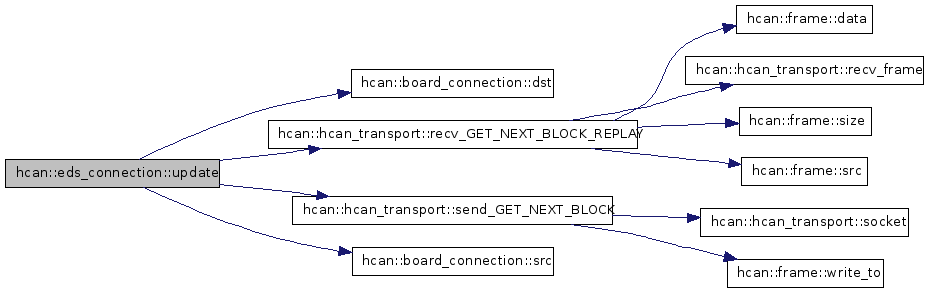 hcan::frame::data
hcan::hcan_transport::recv_frame
hcan::board_connection::dst
hcan::frame::size
hcan::hcan_transport::recv_GET_NEXT_BLOCK_REPLAY
hcan::frame::src
hcan::eds_connection::update
hcan::hcan_transport::send_GET_NEXT_BLOCK
hcan::hcan_transport::socket
hcan::board_connection::src
hcan::frame::write_to